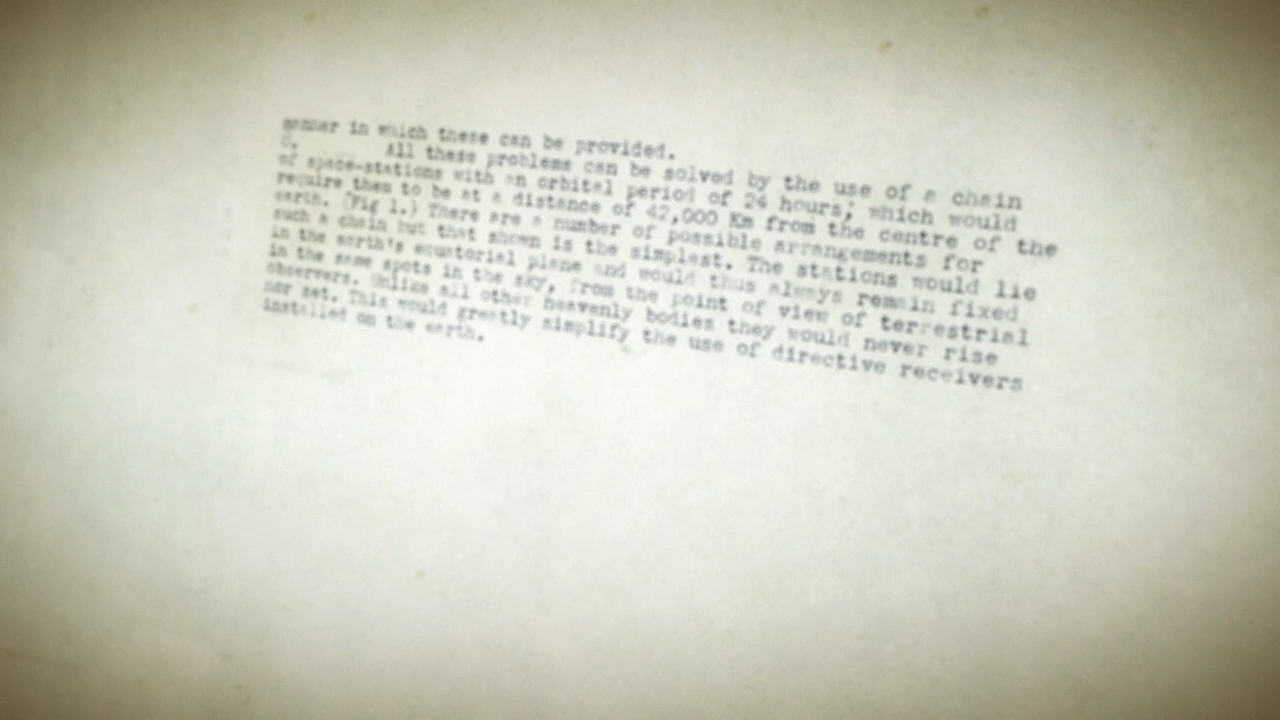 manner in which these can be provided.
All these problems can be solved by the use of a chain
of space-stations with an orbital period of 24 hours; which would
require them to be at a distance of 42,000 Km from the centre of the
earth. (Fig 1.) There are a number of possible arrangements for
such a chain but that shown is the simplest. The stations would lie
in the earth's equatorial plane and would thus always remain fixed
in the same spots in the sky, from the point of view of terrestrial
observers. Unlike all other heavenly bodies they would never rise
nor set. This would greatly simplify the use of directive receivers
installed on the earth.